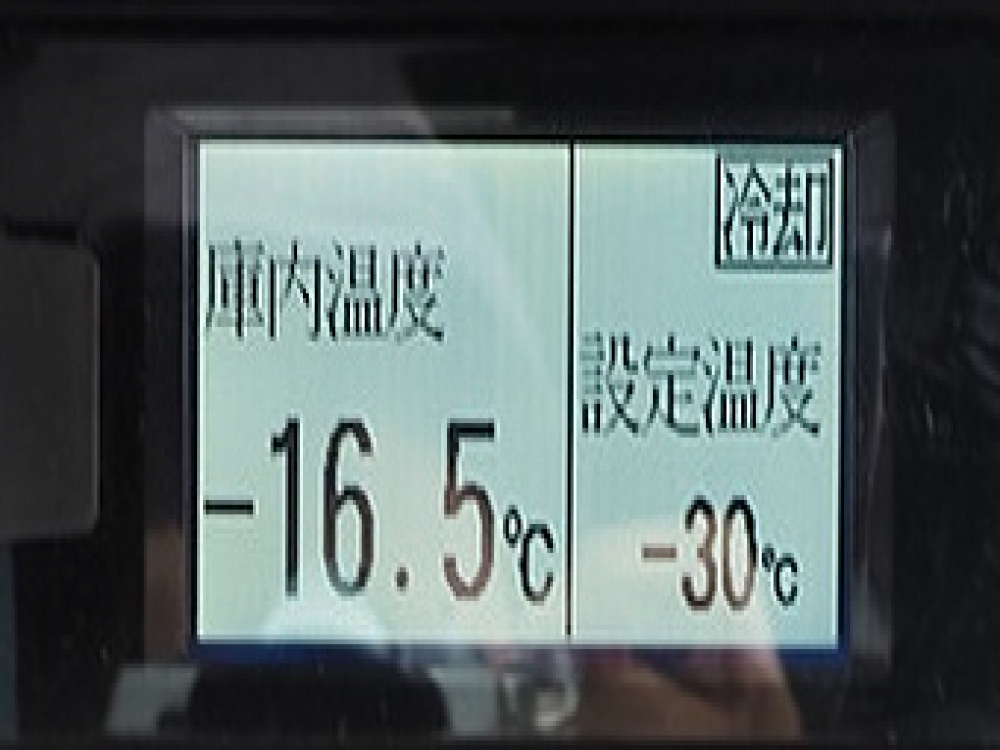 庫内温度
-16.5℃
冷却
設定温度
-30℃